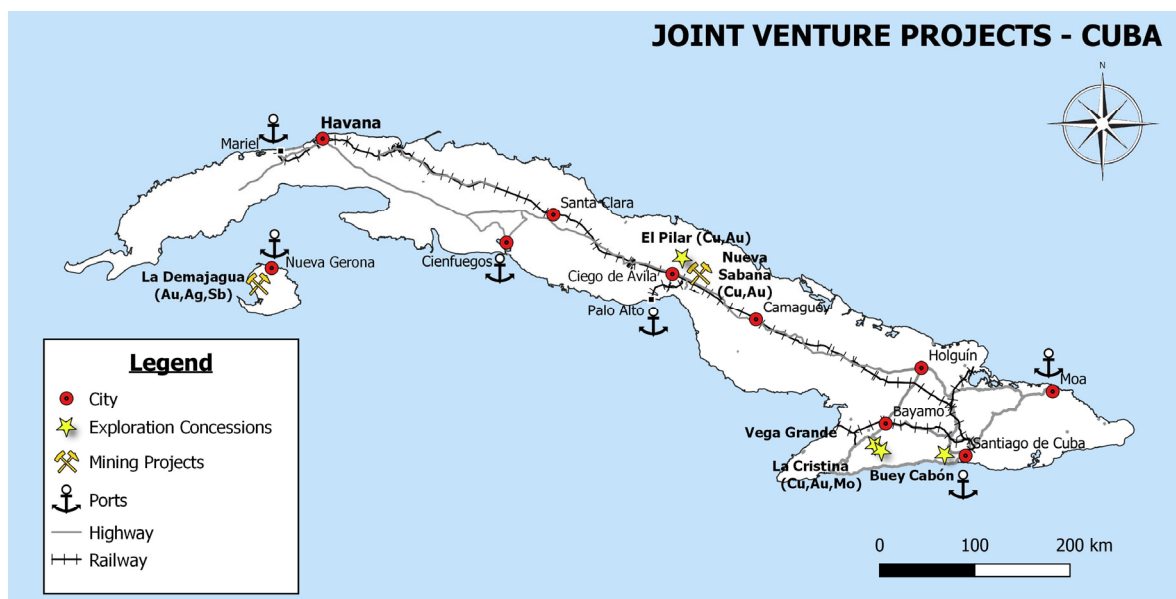 JOINT VENTURE PROJECTS - CUBA
N
Havana
Mariel
Santa Clara
El Pilar (Cu,Au)
Nueva
Sabana
(Cu,Au)
Nueva Gerona
Cienfuegos
Ciego de Avila
La Demajagua
(Au,Ag,Sb)
Palo Alto
Camaguey
Holguín
Moa
Bayamo
Vega Grande
Santiago de Cuba
La Cristina
(Cu,Au,Mo)
Buey Cabón
Legend
City
Exploration Concessions
Mining Projects
Ports
Highway
Railway
0 100 200 km